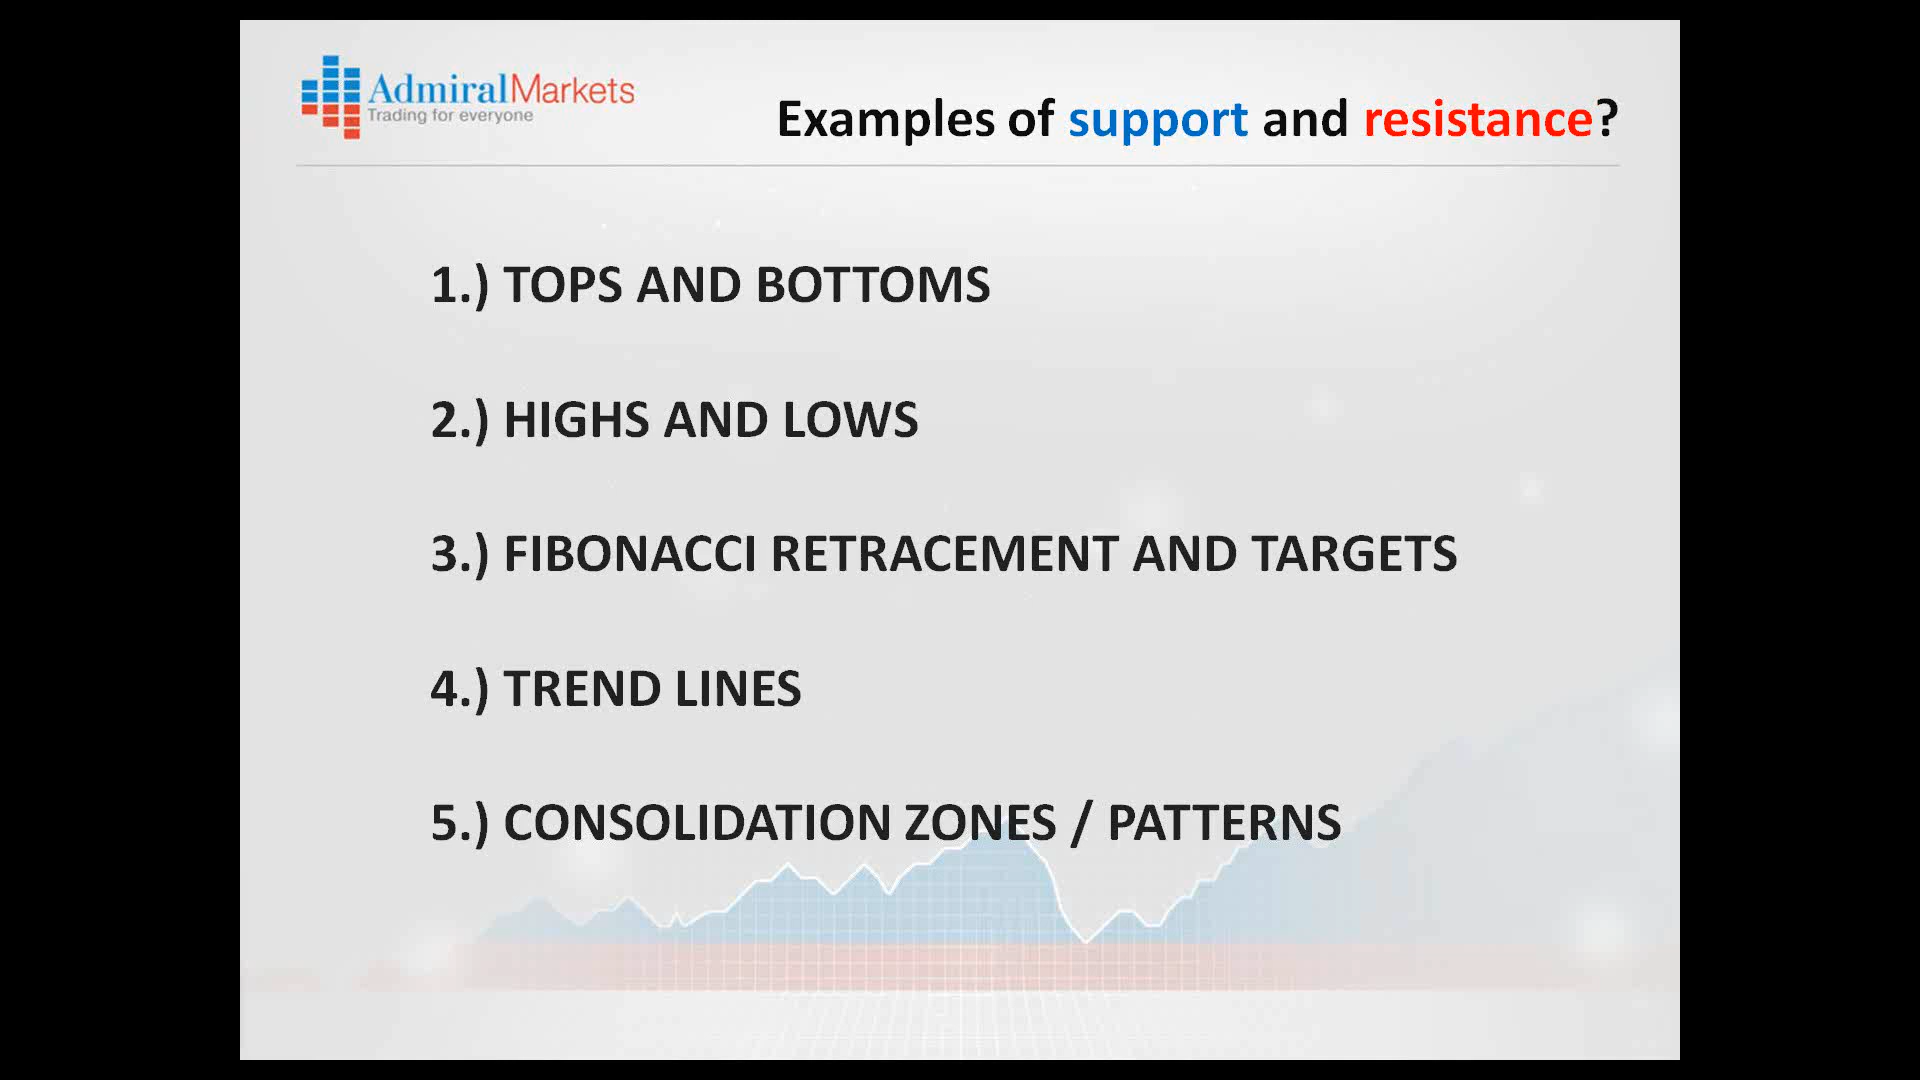 AdmiralMarkets
Trading for everyone
Examples of support and resistance?
1.) TOPS AND BOTTOMS
2.) HIGHS AND LOWS
3.) FIBONACCI RETRACEMENT AND TARGETS
4.) TREND LINES
5.) CONSOLIDATION ZONES / PATTERNS